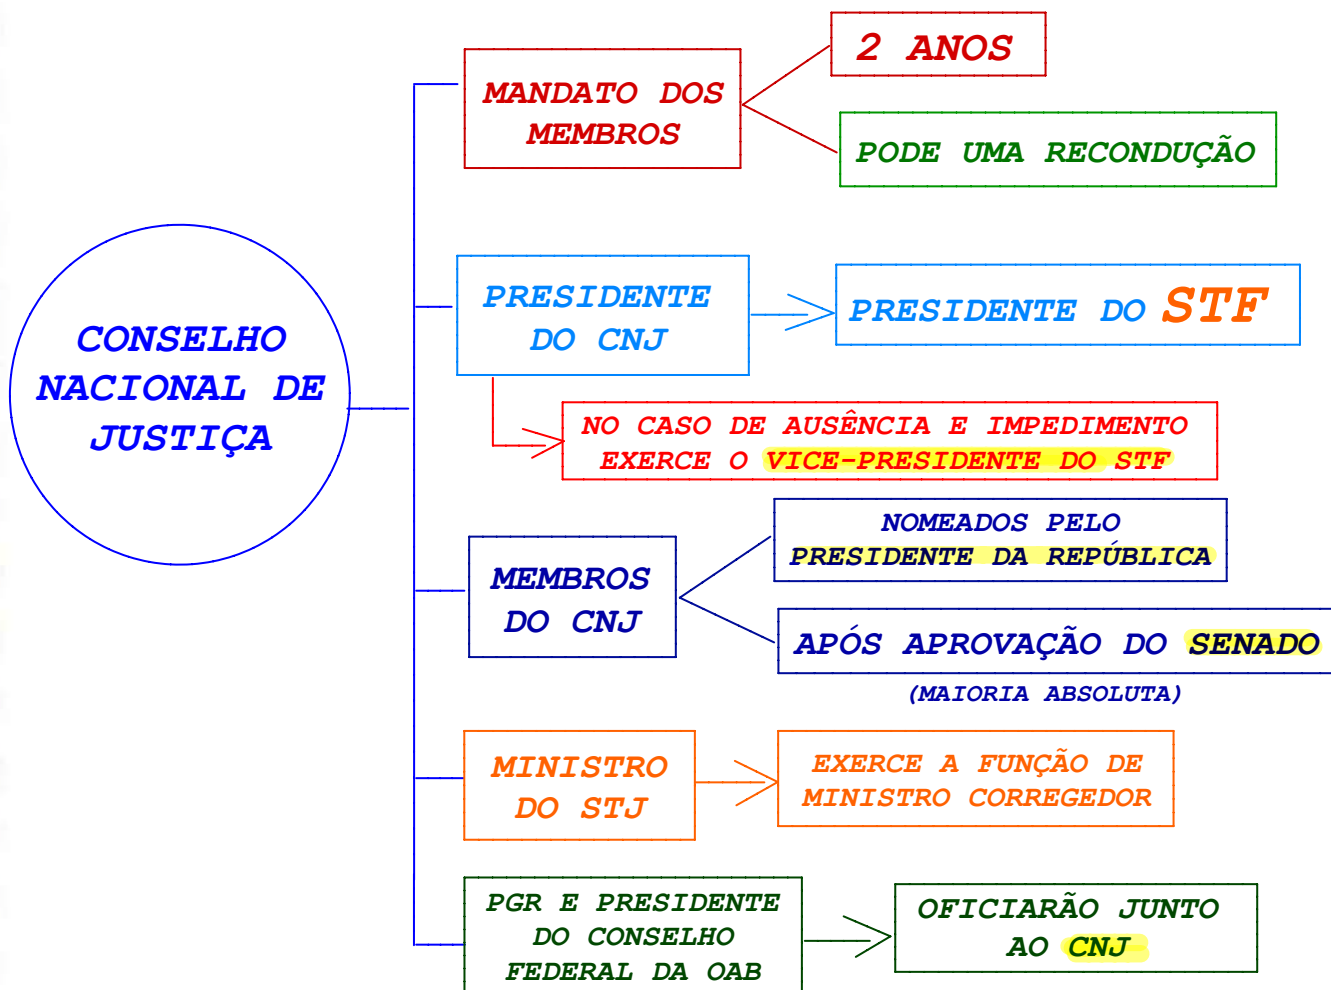 CONSELHO
NACIONAL DE
JUSTIÇA
MANDATO DOS
MEMBROS
2 ANOS
PODE UMA RECONDUÇÃO
PRESIDENTE
DO CNJ
PRESIDENTE DO STF
NO CASO DE AUSÊNCIA E IMPEDIMENTO
EXERCE O VICE-PRESIDENTE DO STF
MEMBROS
DO CNJ
NOMEADOS PELO
PRESIDENTE DA REPÚBLICA
APÓS APROVAÇÃO DO SENADO
(MAIORIA ABSOLUTA)
MINISTRO
DO STJ
EXERCE A FUNÇÃO DE
MINISTRO CORREGEDOR
PGR E PRESIDENTE
DO CONSELHO
FEDERAL DA OAB
OFICIARÃO JUNTO
AO CNJ